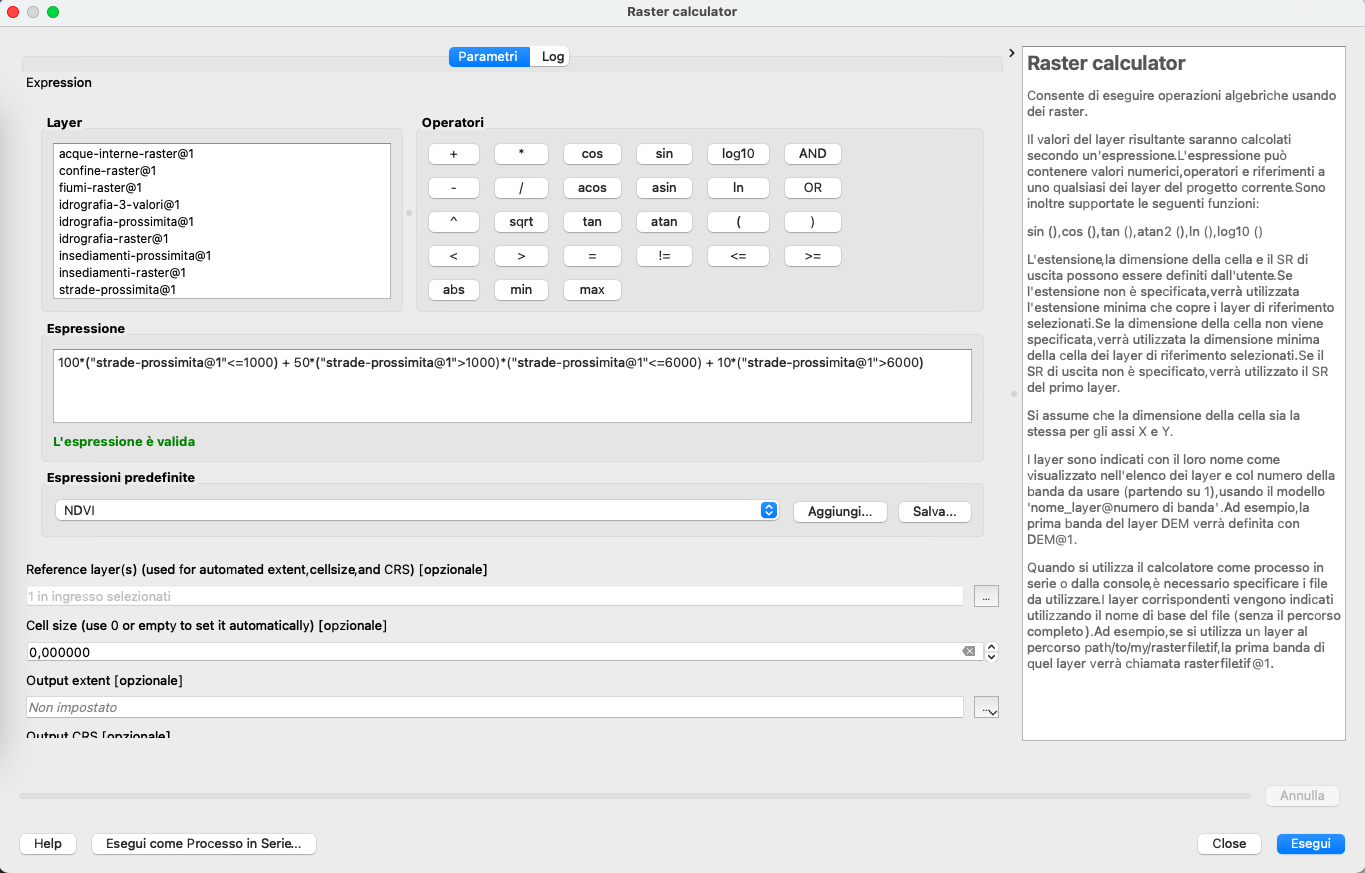 Raster calculator
Parametri
Log
Expression
Layer
acque-interne-raster@1
confine-raster@1
fiumi-raster@1
idrografia-3-valori@1
idrografia-prossimita@1
idrografia-raster@1
insediamenti-prossimita@1
insediamenti-raster@1
strade-prossimita@1
Operatori
+ * cos sin log10 AND
- / acos asin ln OR
^ sqrt tan atan ( )
< > = != <= >=
abs min max
Espressione
100*("strade-prossimita@1"<=1000) + 50*("strade-prossimita@1">1000)*("strade-prossimita@1"<=6000) + 10*("strade-prossimita@1">6000)
L'espressione è valida
Espressioni predefinite
NDVI
Aggiungi...
Salva...
Reference layer(s) (used for automated extent,cellsize,and CRS) [opzionale]
1 in ingresso selezionati
...
Cell size (use 0 or empty to set it automatically) [opzionale]
0,000000
Output extent [opzionale]
Non impostato
...
Output CRS [opzionale]
Raster calculator
Consente di eseguire operazioni algebriche usando
dei raster.
Il valori del layer risultante saranno calcolati
secondo un'espressione.L'espressione può
contenere valori numerici,operatori e riferimenti a
uno qualsiasi dei layer del progetto corrente.Sono
inoltre supportate le seguenti funzioni:
sin (),cos (),tan (),atan2 (),ln (),log10 ()
L'estensione,la dimensione della cella e il SR di
uscita possono essere definiti dall'utente.Se
l'estensione non è specificata,verrà utilizzata
l'estensione minima che copre i layer di riferimento
selezionati.Se la dimensione della cella non viene
specificata,verrà utilizzata la dimensione minima
della cella dei layer di riferimento selezionati.Se il
SR di uscita non è specificato,verrà utilizzato il SR
del primo layer.
Si assume che la dimensione della cella sia la
stessa per gli assi X e Y.
I layer sono indicati con il loro nome come
visualizzato nell'elenco dei layer e col numero della
banda da usare (partendo su 1),usando il modello
'nome_layer@numero di banda'.Ad esempio,la
prima banda del layer DEM verrà definita con
DEM@1.
Quando si utilizza il calcolatore come processo in
serie o dalla console,è necessario specificare i file
da utilizzare.I layer corrispondenti vengono indicati
utilizzando il nome di base del file (senza il percorso
completo).Ad esempio,se si utilizza un layer al
percorso path/to/my/rasterfile.tif,la prima banda di
quel layer verrà chiamata rasterfile.tif@1.
Annulla
Help
Esegui come Processo in Serie...
Close
Esegui